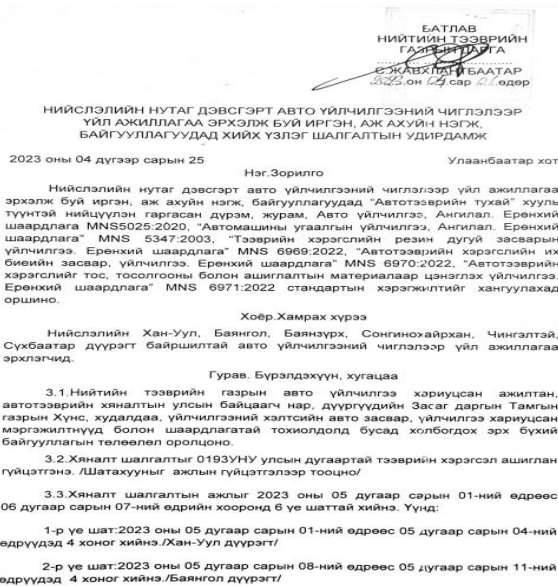 БАТЛАВ
НИЙТИЙН ТЭЭВРИЙН
ГАЗРЫН ДАРГА
С.ЖАВХЛАНГБААТАР
он сар өдөр
НИЙСЛЭЛИЙН НУТАГ ДЭВСГЭРТ АВТО ҮЙЛЧИЛГЭЭНИЙ ЧИГЛЭЛЭЭР
ҮЙЛ АЖИЛЛАГАА ЭРХЭЛЖ БУЙ ИРГЭН, АЖ АХУЙН НЭГЖ,
БАЙГУУЛЛАГУУДАД ХИЙХ ҮЗЛЭГ ШАЛГАЛТЫН УДИРДАМЖ
2023 оны 04 дүгээр сарын 25 Улаанбаатар хот
Нэг.Зорилго
Нийслэлийн нутаг дэвсгэрт авто үйлчилгээний чиглэлээр үйл ажиллагаа
эрхэлж буй иргэн, аж ахуйн нэгж, байгууллагуудад "Автотээврийн тухай" хууль
түүнтэй нийцүүлэн гаргасан дүрэм, журам, Авто үйлчилгээ, Ангилал. Ерөнхий
шаардлага MNS5025:2020, "Автомашины угаалгын үйлчилгээ, Ангилал. Ерөнхий
шаардлага" MNS 5347:2003, "Тээврийн хэрэгслийн резин дугуй засварын
үйлчилгээ. Ерөнхий шаардлага" MNS 6969:2022, "Автотээврийн хэрэгслийн их
биеийн засвар, үйлчилгээ. Ерөнхий шаардлага" MNS 6970:2022, "Автотээврийн
хэрэгслийг тос, тосолгооны болон ашиглалтын материалаар цэнэглэх үйлчилгээ.
Ерөнхий шаардлага" MNS 6971:2022 стандартын хэрэгжилтийг хангуулахад
оршино.
Хоёр.Хамрах хүрээ
Нийслэлийн Хан-Уул, Баянгол, Баянзүрх, Сонгинохайрхан, Чингэлтэй,
Сүхбаатар дүүрэгт байршилтай авто үйлчилгээний чиглэлээр үйл ажиллагаа
эрхлэгчид.
Гурав. Бүрэлдэхүүн, хугацаа
3.1.Нийтийн тээврийн газрын авто үйлчилгээ хариуцсан ажилтан,
автотээврийн хяналтын улсын байцаагч нар, дүүргүүдийн Засаг даргын Тамгын
газрын Хүнс, худалдаа, үйлчилгээний хэлтсийн авто засвар, үйлчилгээ хариуцсан
мэргэжилтнүүд болон шаардлагатай тохиолдолд бусад холбогдох эрх бүхий
байгууллагын төлөөлөл оролцоно.
3.2.Хяналт шалгалтыг 0193УНУ улсын дугаартай тээврийн хэрэгсэл ашиглан
гүйцэтгэнэ. /Шатахууныг ажлын гүйцэтгэлээр тооцно/
3.3.Хяналт шалгалтын ажлыг 2023 оны 05 дугаар сарын 01-ний өдрөөс
06 дугаар сарын 07-ний өдрийн хооронд 6 үе шаттай хийнэ. Үүнд:
1-р үе шат:2023 оны 05 дугаар сарын 01-ний өдрөөс 05 дугаар сарын 04-ний
өдрүүдэд 4 хоног хийнэ./Хан-Уул дүүрэгт/
2-р үе шат:2023 оны 05 дугаар сарын 08-ний өдрөөс 05 дугаар сарын 11-ний
өдрүүдэд 4 хоног хийнэ./Баянгол дүүрэгт/